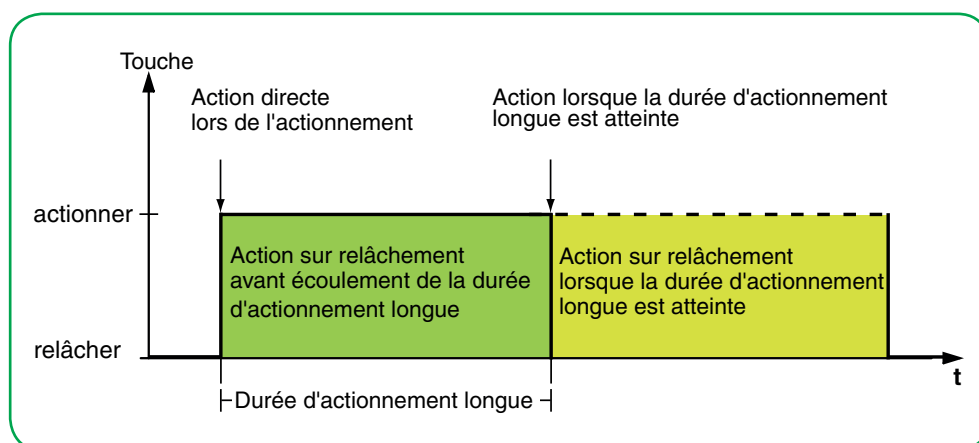 Touche
Action directe
lors de l'actionnement
Action lorsque la durée d'actionnement
longue est atteinte
actionner
Action sur relâchement
avant écoulement de la durée
d'actionnement longue
Action sur relâchement
lorsque la durée d'actionnement
longue est atteinte
relâcher
t
Durée d'actionnement longue